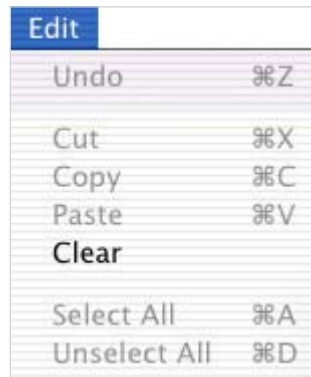 Edit
Undo ⌘Z
Cut ⌘X
Copy ⌘C
Paste ⌘V
Clear
Select All ⌘A
Unselect All ⌘D